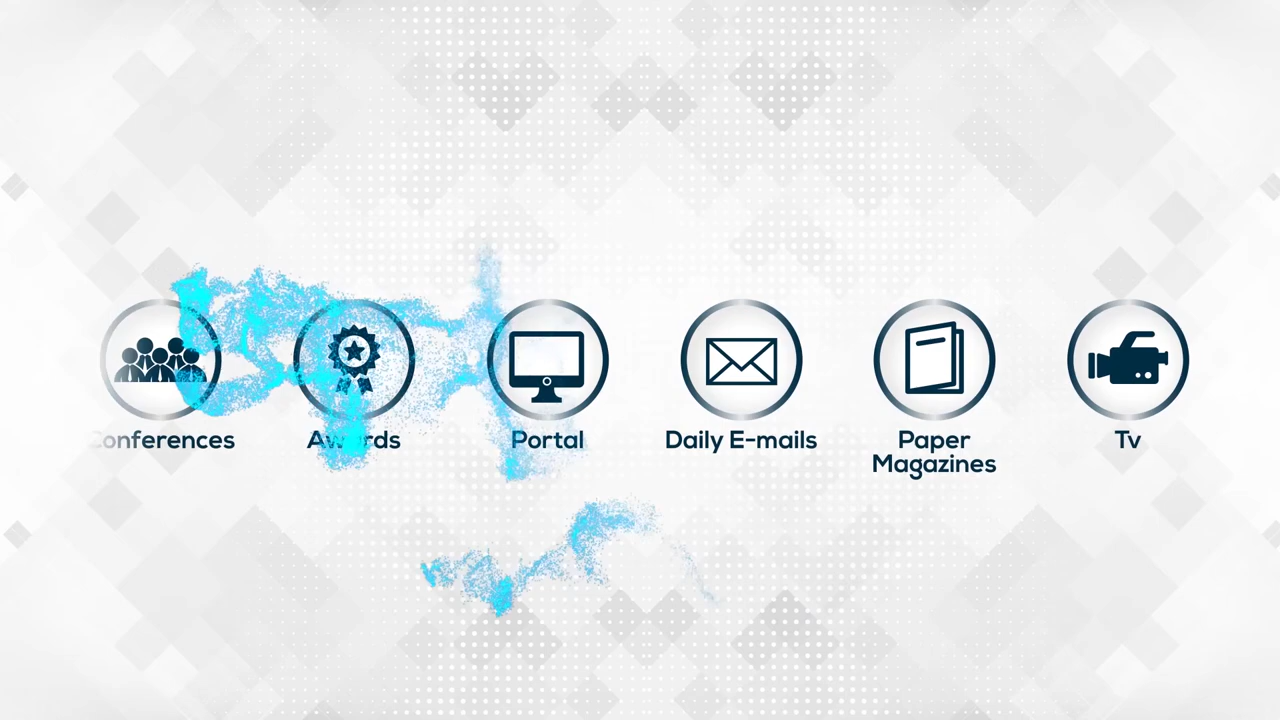 Conferences
Awards
Portal
Daily E-mails
Paper
Magazines
Tv